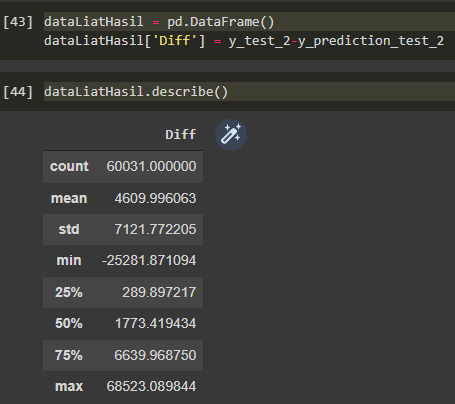 [43] dataLiatHasil = pd.DataFrame()
dataLiatHasil['Diff'] = y_test_2-y_prediction_test_2
[44] dataLiatHasil.describe()
Diff
count 60031.000000
mean 4609.996063
std 7121.772205
min -25281.871094
25% 289.897217
50% 1773.419434
75% 6639.968750
max 68523.089844